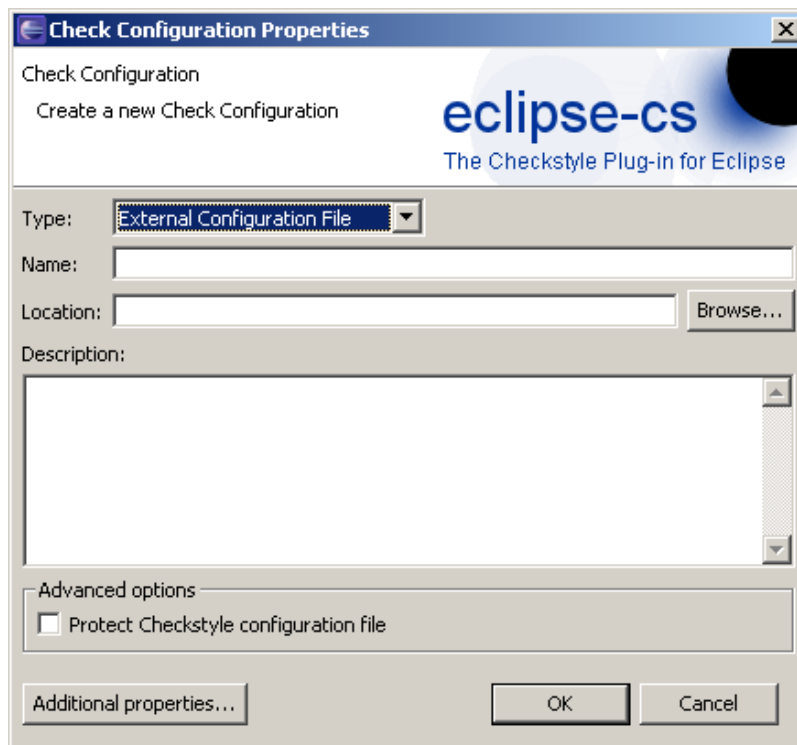 Check Configuration Properties
Check Configuration
Create a new Check Configuration
eclipse-cs
The Checkstyle Plug-in for Eclipse
Type: External Configuration File
Name:
Location: Browse...
Description:
Advanced options
Protect Checkstyle configuration file
Additional properties... OK Cancel